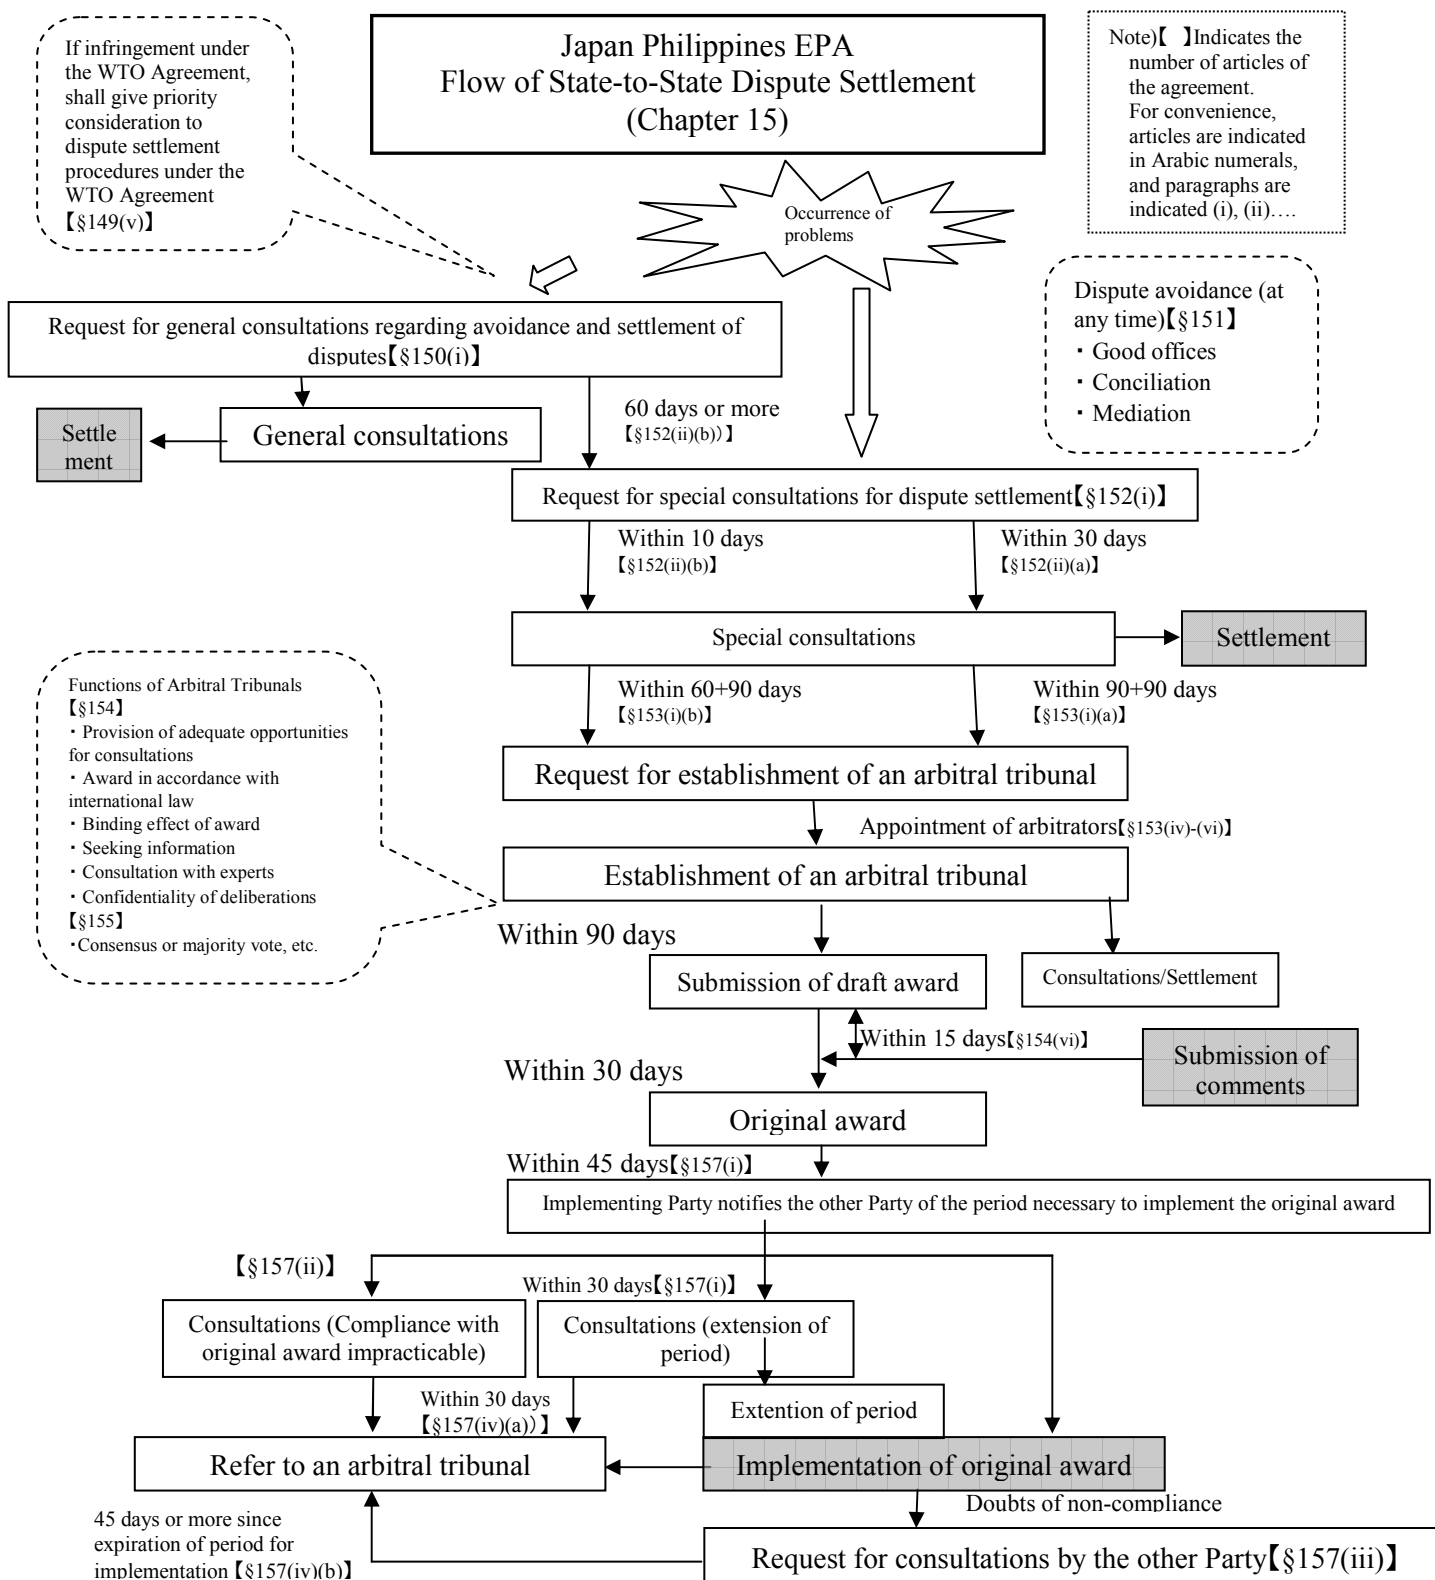 If infringement under
the WTO Agreement,
shall give priority
consideration to
dispute settlement
procedures under the
WTO Agreement
【§149(v)】
Japan Philippines EPA
Flow of State-to-State Dispute Settlement
(Chapter 15)
Note)【　】Indicates the
number of articles of
the agreement.
For convenience,
articles are indicated
in Arabic numerals,
and paragraphs are
indicated (i), (ii)….
Occurrence of
problems
Dispute avoidance (at
any time)【§151】
・Good offices
・Conciliation
・Mediation
Request for general consultations regarding avoidance and settlement of
disputes【§150(i)】
Settle
ment
General consultations
60 days or more
【§152(ii)(b)）】
Request for special consultations for dispute settlement【§152(i)】
Within 10 days
【§152(ii)(b)】
Within 30 days
【§152(ii)(a)】
Special consultations
Settlement
Within 60+90 days
【§153(i)(b)】
Within 90+90 days
【§153(i)(a)】
Functions of Arbitral Tribunals
【§154】
・Provision of adequate opportunities
for consultations
・Award in accordance with
international law
・Binding effect of award
・Seeking information
・Consultation with experts
・Confidentiality of deliberations
【§155】
・Consensus or majority vote, etc.
Request for establishment of an arbitral tribunal
Appointment of arbitrators【§153(iv)-(vi)】
Establishment of an arbitral tribunal
Within 90 days
Submission of draft award
Consultations/Settlement
Within 15 days【§154(vi)】
Submission of
comments
Within 30 days
Original award
Within 45 days【§157(i)】
Implementing Party notifies the other Party of the period necessary to implement the original award
【§157(ii)】
Within 30 days【§157(i)】
Consultations (Compliance with
original award impracticable)
Consultations (extension of
period)
Within 30 days
【§157(iv)(a)）】
Extention of period
Refer to an arbitral tribunal
Implementation of original award
Doubts of non-compliance
45 days or more since
expiration of period for
implementation【§157(iv)(b)】
Request for consultations by the other Party【§157(iii)】